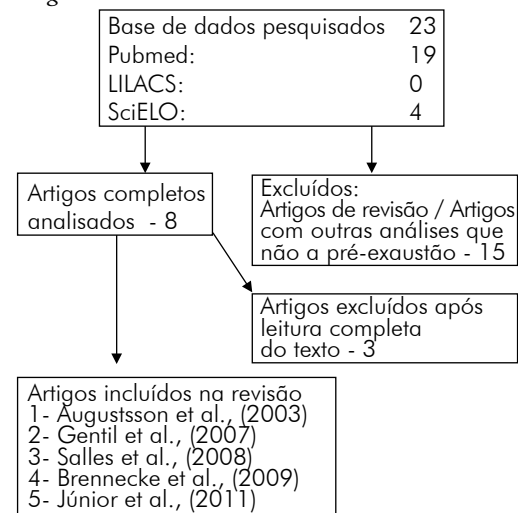 Base de dados pesquisados 23
Pubmed: 19
LILACS: 0
SciELO: 4
Artigos completos
analisados - 8
Excluídos:
Artigos de revisão / Artigos
com outras análises que
não a pré-exaustão - 15
Artigos excluídos após
leitura completa
do texto - 3
Artigos incluídos na revisão
1- Augustsson et al., (2003)
2- Gentil et al., (2007)
3- Salles et al., (2008)
4- Brennecke et al., (2009)
5- Júnior et al., (2011)